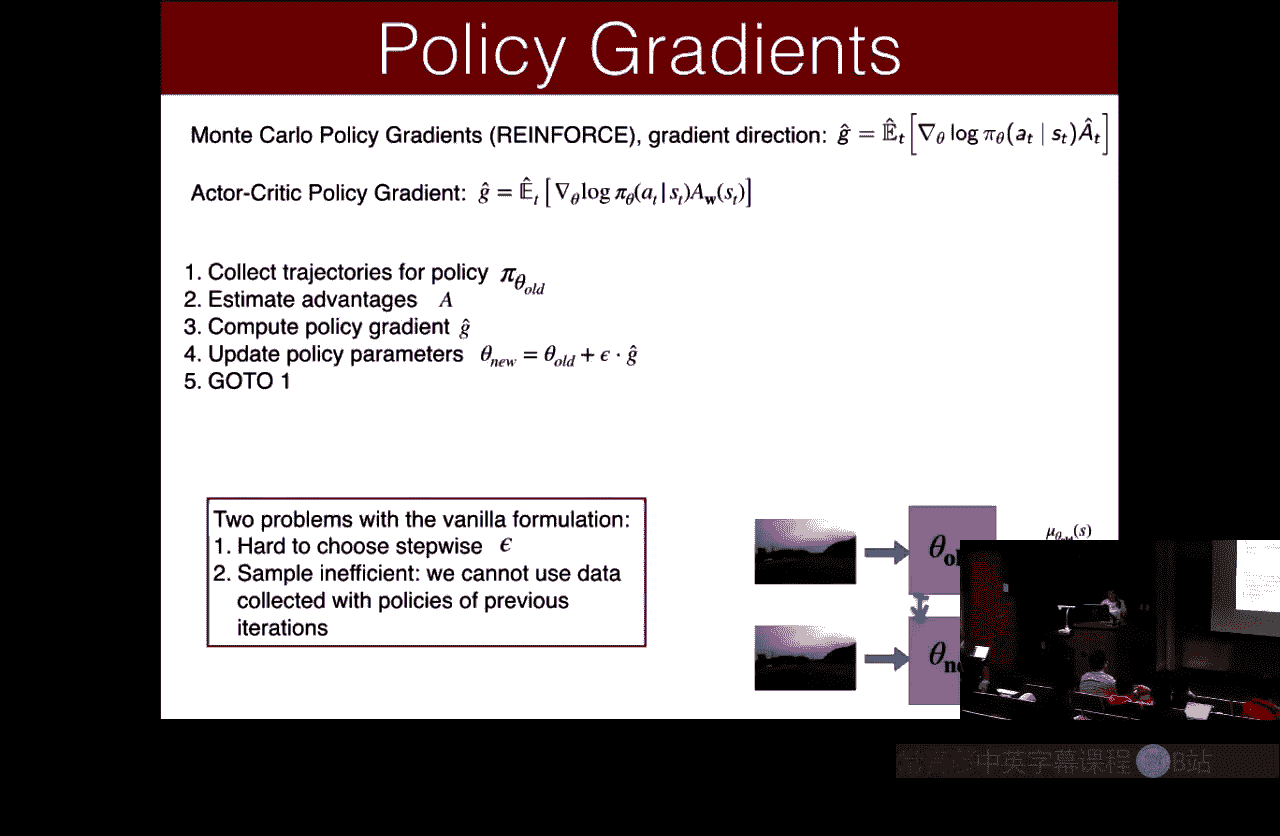 Policy Gradients
Monte Carlo Policy Gradients (REINFORCE), gradient direction: ĝ = Ê_t [∇_θ log π_θ(a_t | s_t) Â_t]
Actor-Critic Policy Gradient: ĝ = Ê_t [∇_θ log π_θ(a_t | s_t) A_w(s_t)]
1. Collect trajectories for policy π_θ_old
2. Estimate advantages A
3. Compute policy gradient ĝ
4. Update policy parameters θ_new = θ_old + ϵ · ĝ
5. GOTO 1
Two problems with the vanilla formulation:
1. Hard to choose stepwise ϵ
2. Sample inefficient: we cannot use data
collected with policies of previous
iterations
μ_θ_old(s)
θ
θ
中英字幕课程 B站